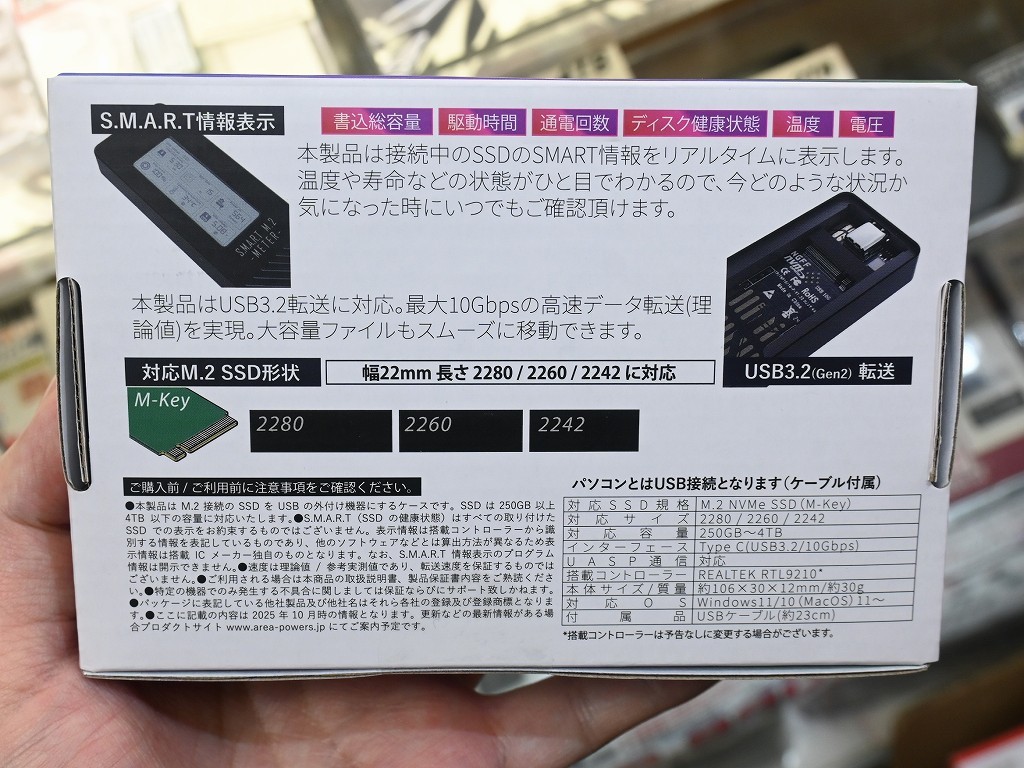 S.M.A.R.T情報表示
書込総容量 駆動時間 通電回数 ディスク健康状態 温度 電圧
本製品は接続中のSSDのSMART情報をリアルタイムに表示します。
温度や寿命などの状態がひと目でわかるので、今どのような状況か
気になった時にいつでもご確認頂けます。
SMART M.2
METER
NGFF
NVMe
CE FC RoHS
本製品はUSB3.2転送に対応。最大10Gbpsの高速データ転送(理
論値)を実現。大容量ファイルもスムーズに移動できます。
USB3.2(Gen2) 転送
対応M.2 SSD形状
幅22mm 長さ 2280 / 2260 / 2242 に対応
M-Key
2280
2260
2242
ご購入前 / ご利用前に注意事項をご確認ください。
●本製品は M.2 接続の SSD を USB の外付け機器にするケースです。SSD は 250GB 以上
4TB 以下の容量に対応いたします。●S.M.A.R.T（SSD の健康状態）はすべての取り付けた
SSD での表示をお約束するものではございません。表示情報は搭載コントローラーから識
別する情報を表記しているものであり、他のソフトウェアなどとは算出方法が異なるため表
示情報は搭載 IC メーカー独自のものとなります。なお、S.M.A.R.T 情報表示のプログラム
情報は開示できません。●速度は理論値 / 参考実測値であり、転送速度を保証するものでは
ございません。●ご利用される場合は本商品の取扱説明書、製品保証書内容をご熟読くださ
い。●特定の機器でのみ発生する不具合に関しましては保証ならびにサポート致しかねます。
●パッケージに表記している他社製品及び他社名はそれら各社の登録及び登録商標となりま
す。●ここに記載の内容は 2025 年 10 月時の情報となります。更新などの最新情報がある場
合プロダクトサイト www.area-powers.jp にてご案内予定です。
パソコンとはUSB接続となります（ケーブル付属）
対応SSD規格 M.2 NVMe SSD(M-Key)
対応サイズ 2280 / 2260 / 2242
対応容量 250GB～4TB
インターフェース Type C(USB3.2/10Gbps)
UASP通信 対応
搭載コントローラー REALTEK RTL9210*
本体サイズ/質量 約106×30×12mm/約30g
対応OS Windows11/10(MacOS)11～
付属品 USBケーブル(約23cm)
*搭載コントローラーは予告なしに変更する場合がございます。